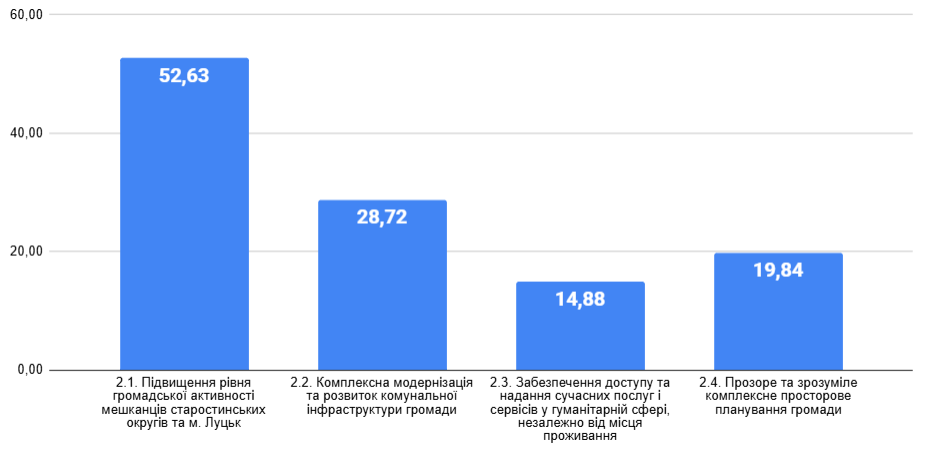 60,00
40,00
20,00
0,00
52,63
28,72
14,88
19,84
2.1. Підвищення рівня
громадської активності
мешканців старостинських
округів та м. Луцьк
2.2. Комплексна модернізація
та розвиток комунальної
інфраструктури громади
2.3. Забезпечення доступу та
надання сучасних послуг і
сервісів у гуманітарній сфері,
незалежно від місця
проживання
2.4. Прозоре та зрозуміле
комплексне просторове
планування громади